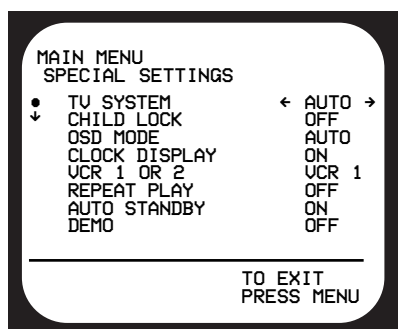 MAIN MENU
SPECIAL SETTINGS
● TV SYSTEM ← AUTO →
↓ CHILD LOCK OFF
OSD MODE AUTO
CLOCK DISPLAY ON
VCR 1 OR 2 VCR 1
REPEAT PLAY OFF
AUTO STANDBY ON
DEMO OFF
TO EXIT
PRESS MENU